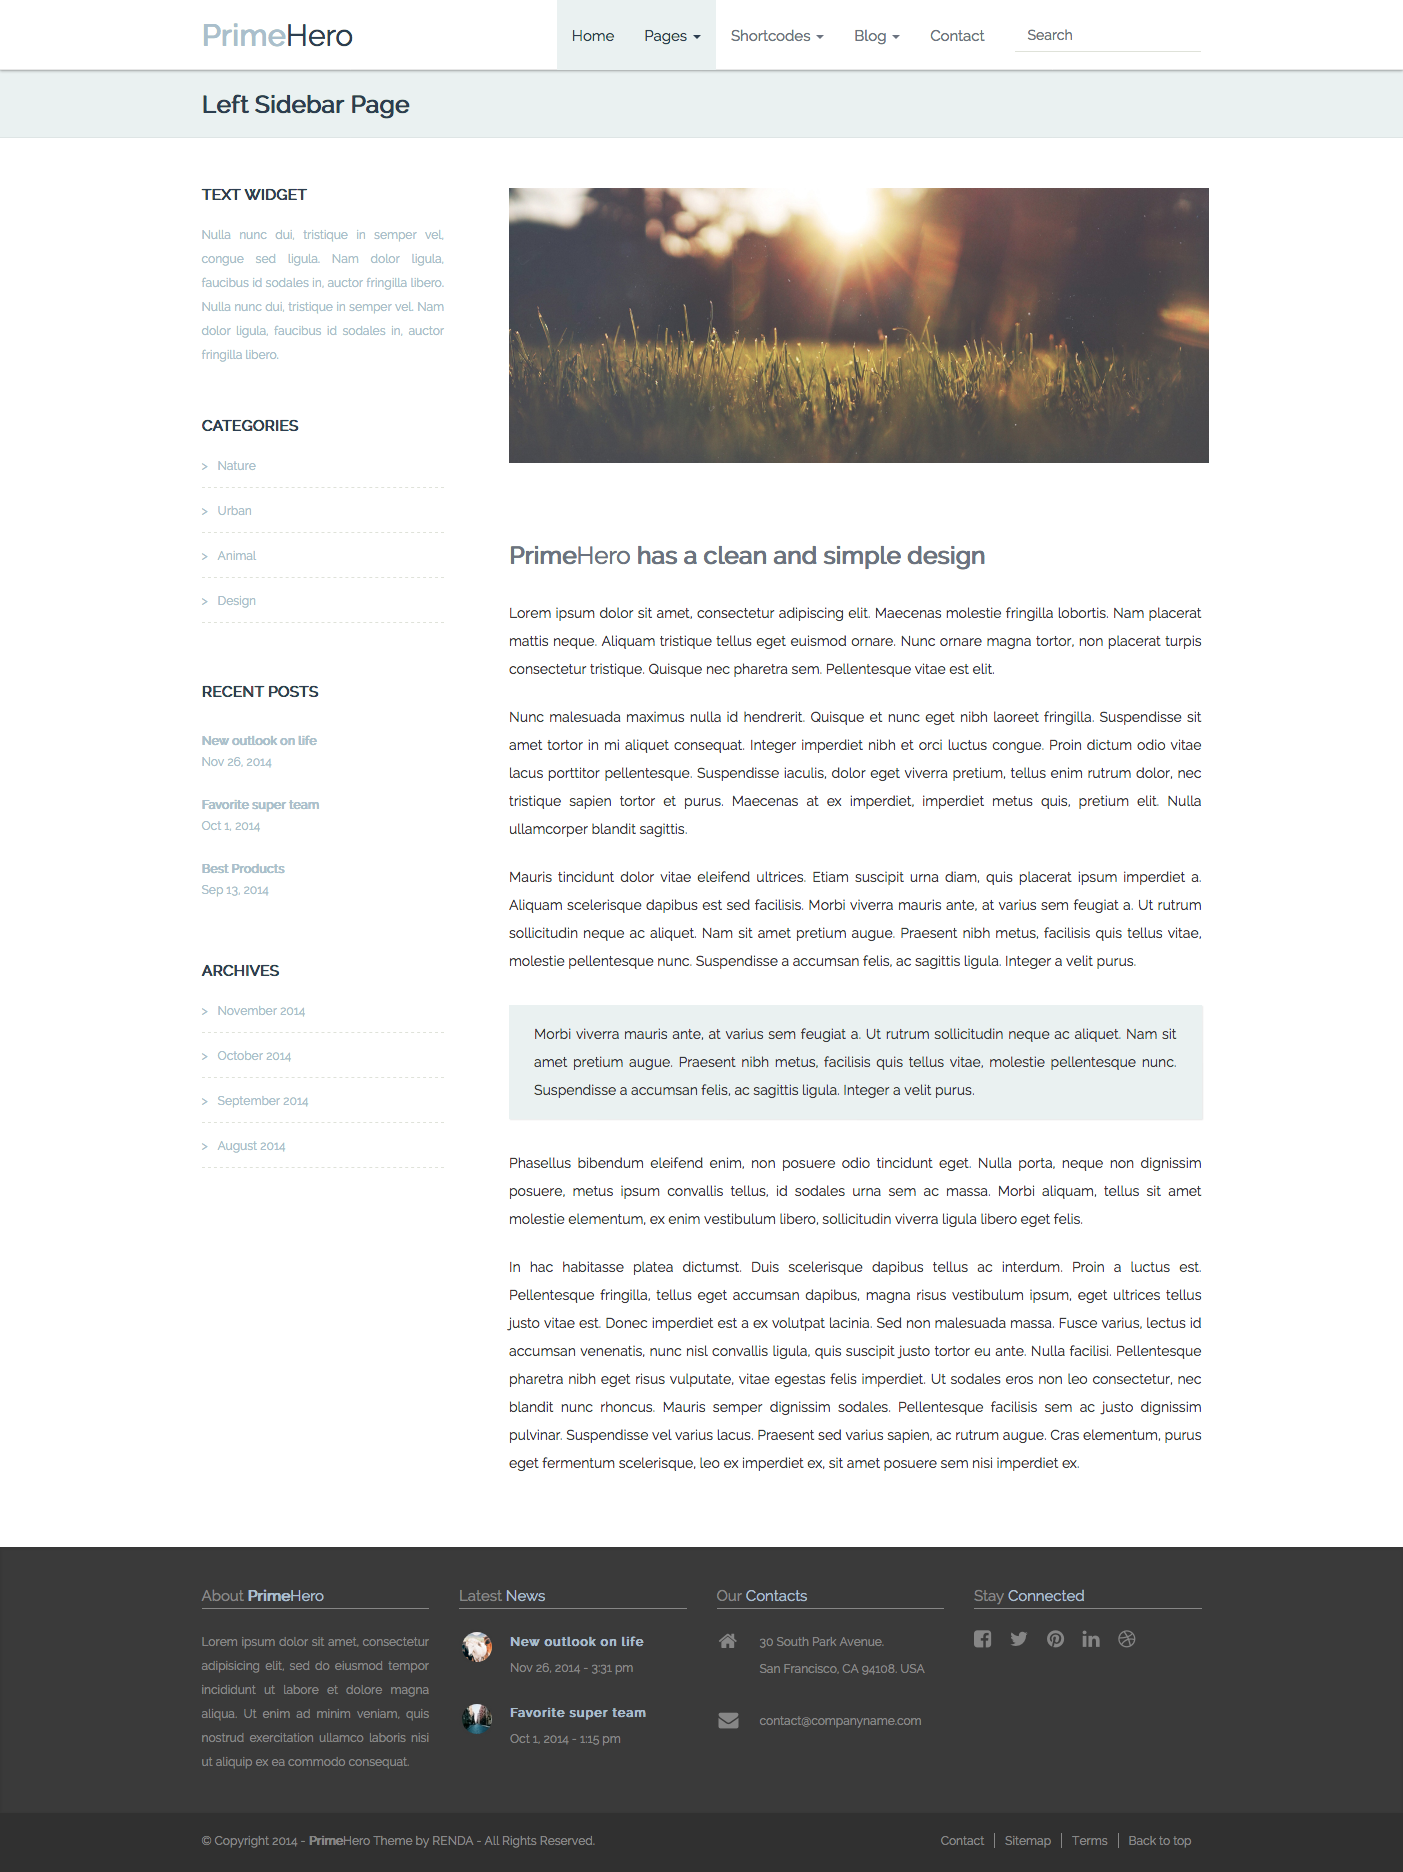 PrimeHero
Home Pages Shortcodes Blog Contact Search
Left Sidebar Page
TEXT WIDGET
Nulla nunc dui, tristique in semper vel,
congue sed ligula. Nam dolor ligula,
faucibus id sodales in, auctor fringilla libero.
Nulla nunc dui, tristique in semper vel. Nam
dolor ligula, faucibus id sodales in, auctor
fringilla libero.
CATEGORIES
> Nature
> Urban
> Animal
> Design
RECENT POSTS
New outlook on life
Nov 26, 2014
Favorite super team
Oct 1, 2014
Best Products
Sep 13, 2014
ARCHIVES
> November 2014
> October 2014
> September 2014
> August 2014
PrimeHero has a clean and simple design
Lorem ipsum dolor sit amet, consectetur adipiscing elit. Maecenas molestie fringilla lobortis. Nam placerat
mattis neque. Aliquam tristique tellus eget euismod ornare. Nunc ornare magna tortor, non placerat turpis
consectetur tristique. Quisque nec pharetra sem. Pellentesque vitae est elit.
Nunc malesuada maximus nulla id hendrerit. Quisque et nunc eget nibh laoreet fringilla. Suspendisse sit
amet tortor in mi aliquet consequat. Integer imperdiet nibh et orci luctus congue. Proin dictum odio vitae
lacus porttitor pellentesque. Suspendisse iaculis, dolor eget viverra pretium, tellus enim rutrum dolor, nec
tristique sapien tortor et purus. Maecenas at ex imperdiet, imperdiet metus quis, pretium elit. Nulla
ullamcorper blandit sagittis.
Mauris tincidunt dolor vitae eleifend ultrices. Etiam suscipit urna diam, quis placerat ipsum imperdiet a.
Aliquam scelerisque dapibus est sed facilisis. Morbi viverra mauris ante, at varius sem feugiat a. Ut rutrum
sollicitudin neque ac aliquet. Nam sit amet pretium augue. Praesent nibh metus, facilisis quis tellus vitae,
molestie pellentesque nunc. Suspendisse a accumsan felis, ac sagittis ligula. Integer a velit purus.
Morbi viverra mauris ante, at varius sem feugiat a. Ut rutrum sollicitudin neque ac aliquet. Nam sit
amet pretium augue. Praesent nibh metus, facilisis quis tellus vitae, molestie pellentesque nunc.
Suspendisse a accumsan felis, ac sagittis ligula. Integer a velit purus.
Phasellus bibendum eleifend enim, non posuere odio tincidunt eget. Nulla porta, neque non dignissim
posuere, metus ipsum convallis tellus, id sodales urna sem ac massa. Morbi aliquam, tellus sit amet
molestie elementum, ex enim vestibulum libero, sollicitudin viverra ligula libero eget felis.
In hac habitasse platea dictumst. Duis scelerisque dapibus tellus ac interdum. Proin a luctus est.
Pellentesque fringilla, tellus eget accumsan dapibus, magna risus vestibulum ipsum, eget ultrices tellus
justo vitae est. Donec imperdiet est a ex volutpat lacinia. Sed non malesuada massa. Fusce varius, lectus id
accumsan venenatis, nunc nisl convallis ligula, quis suscipit justo tortor eu ante. Nulla facilisi. Pellentesque
pharetra nibh eget risus vulputate, vitae egestas felis imperdiet. Ut sodales eros non leo consectetur, nec
blandit nunc rhoncus. Mauris semper dignissim sodales. Pellentesque facilisis sem ac justo dignissim
pulvinar. Suspendisse vel varius lacus. Praesent sed varius sapien, ac rutrum augue. Cras elementum, purus
eget fermentum scelerisque, leo ex imperdiet ex, sit amet posuere sem nisi imperdiet ex.
About PrimeHero
Lorem ipsum dolor sit amet, consectetur
adipisicing elit, sed do eiusmod tempor
incididunt ut labore et dolore magna
aliqua. Ut enim ad minim veniam, quis
nostrud exercitation ullamco laboris nisi
ut aliquip ex ea commodo consequat.
Latest News
New outlook on life
Nov 26, 2014 - 3:31 pm
Favorite super team
Oct 1, 2014 - 1:15 pm
Our Contacts
30 South Park Avenue.
San Francisco, CA 94108. USA
contact@companyname.com
Stay Connected
© Copyright 2014 - PrimeHero Theme by RENDA - All Rights Reserved.
Contact | Sitemap | Terms | Back to top